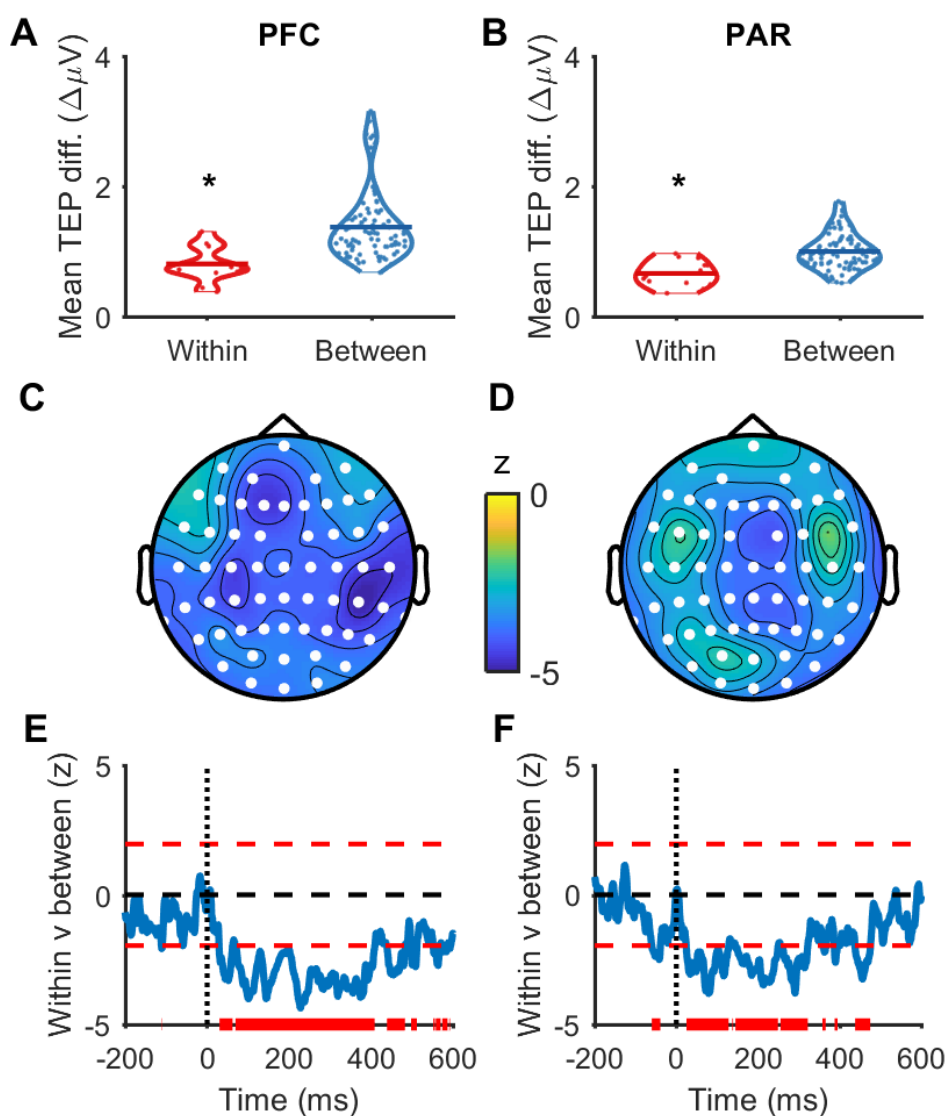 A
PFC
Mean TEP diff. (ΔμV)
4
2
0
*
Within
Between
B
PAR
Mean TEP diff. (ΔμV)
4
2
0
*
Within
Between
C
D
z
0
-5
E
Within v between (z)
5
0
-5
-200
0
200
400
600
Time (ms)
F
Within v between (z)
5
0
-5
-200
0
200
400
600
Time (ms)